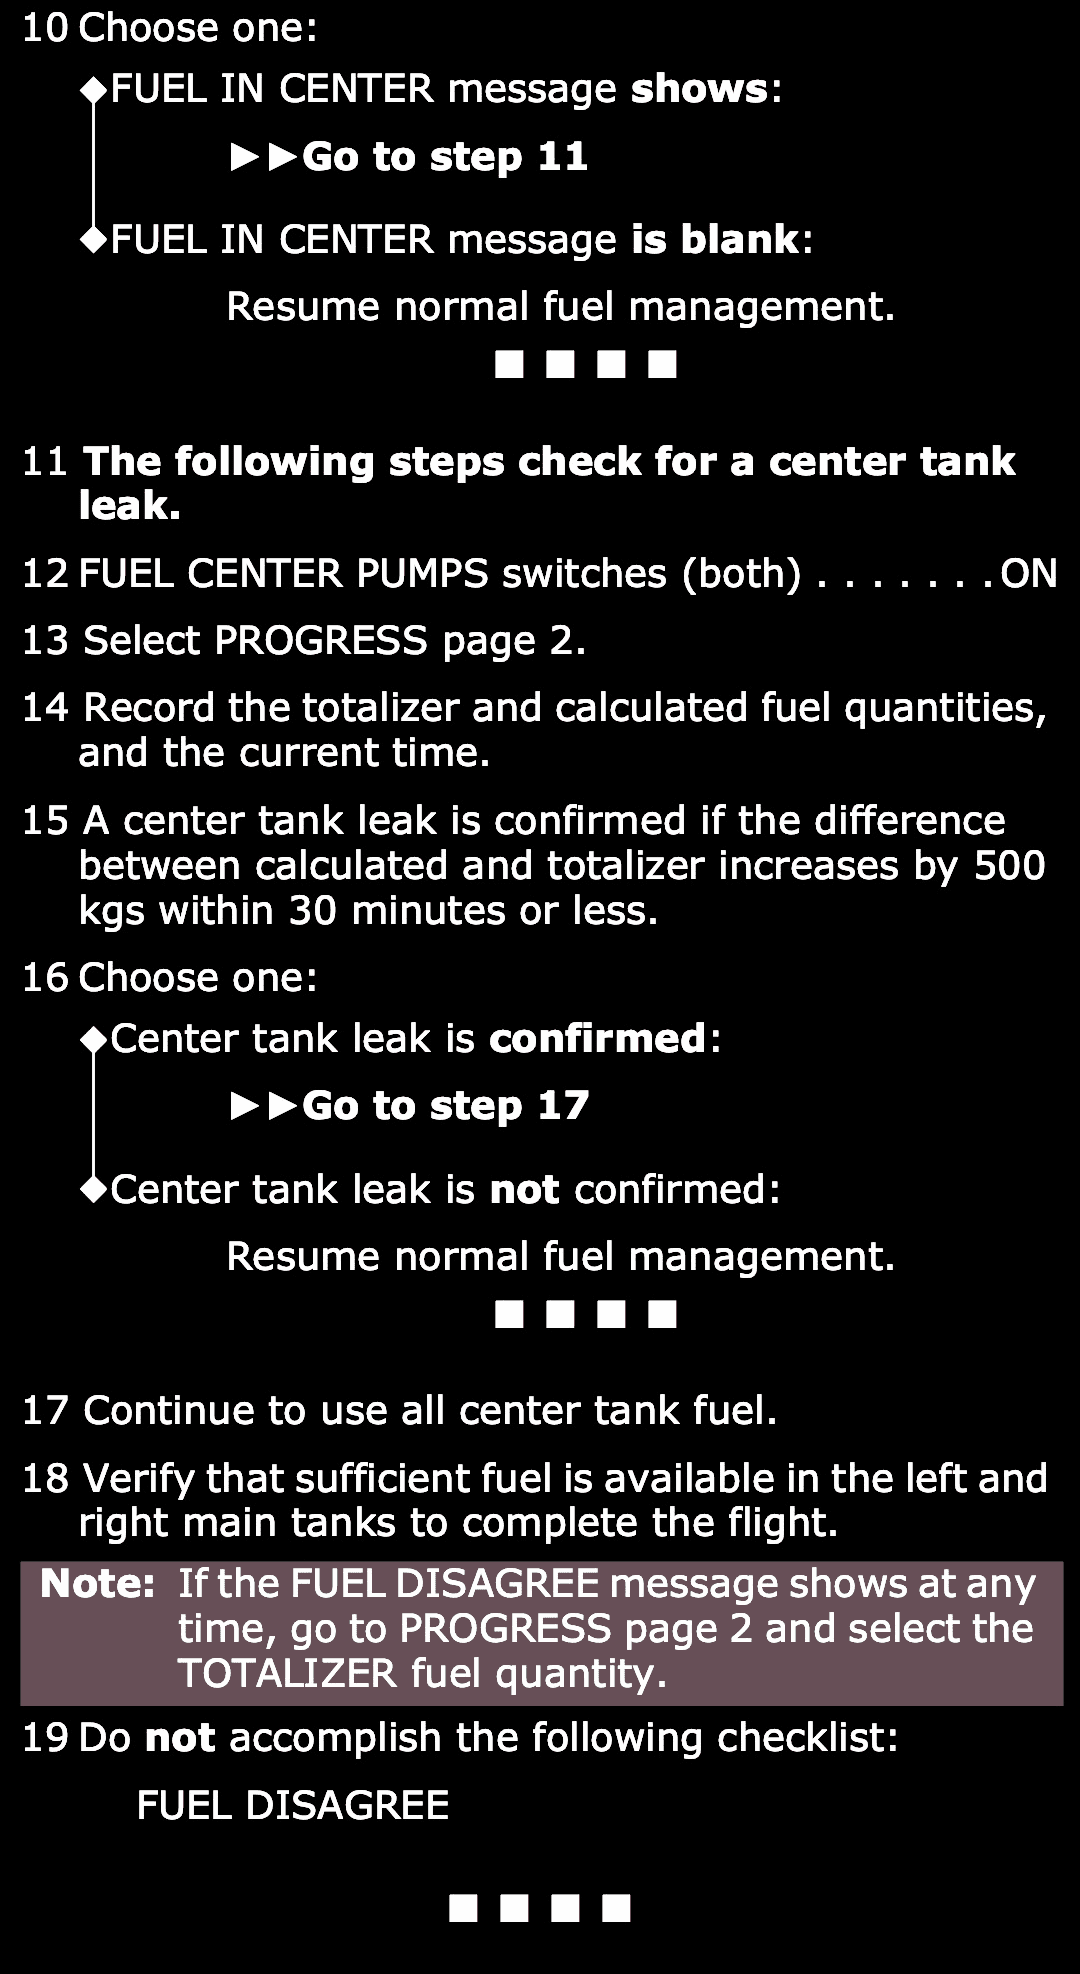 10 Choose one:
◆FUEL IN CENTER message shows:
►►Go to step 11
◆FUEL IN CENTER message is blank:
Resume normal fuel management.
■ ■ ■ ■
11 The following steps check for a center tank
leak.
12 FUEL CENTER PUMPS switches (both) . . . . . . . ON
13 Select PROGRESS page 2.
14 Record the totalizer and calculated fuel quantities,
and the current time.
15 A center tank leak is confirmed if the difference
between calculated and totalizer increases by 500
kgs within 30 minutes or less.
16 Choose one:
◆Center tank leak is confirmed:
►►Go to step 17
◆Center tank leak is not confirmed:
Resume normal fuel management.
■ ■ ■ ■
17 Continue to use all center tank fuel.
18 Verify that sufficient fuel is available in the left and
right main tanks to complete the flight.
Note: If the FUEL DISAGREE message shows at any
time, go to PROGRESS page 2 and select the
TOTALIZER fuel quantity.
19 Do not accomplish the following checklist:
FUEL DISAGREE
■ ■ ■ ■